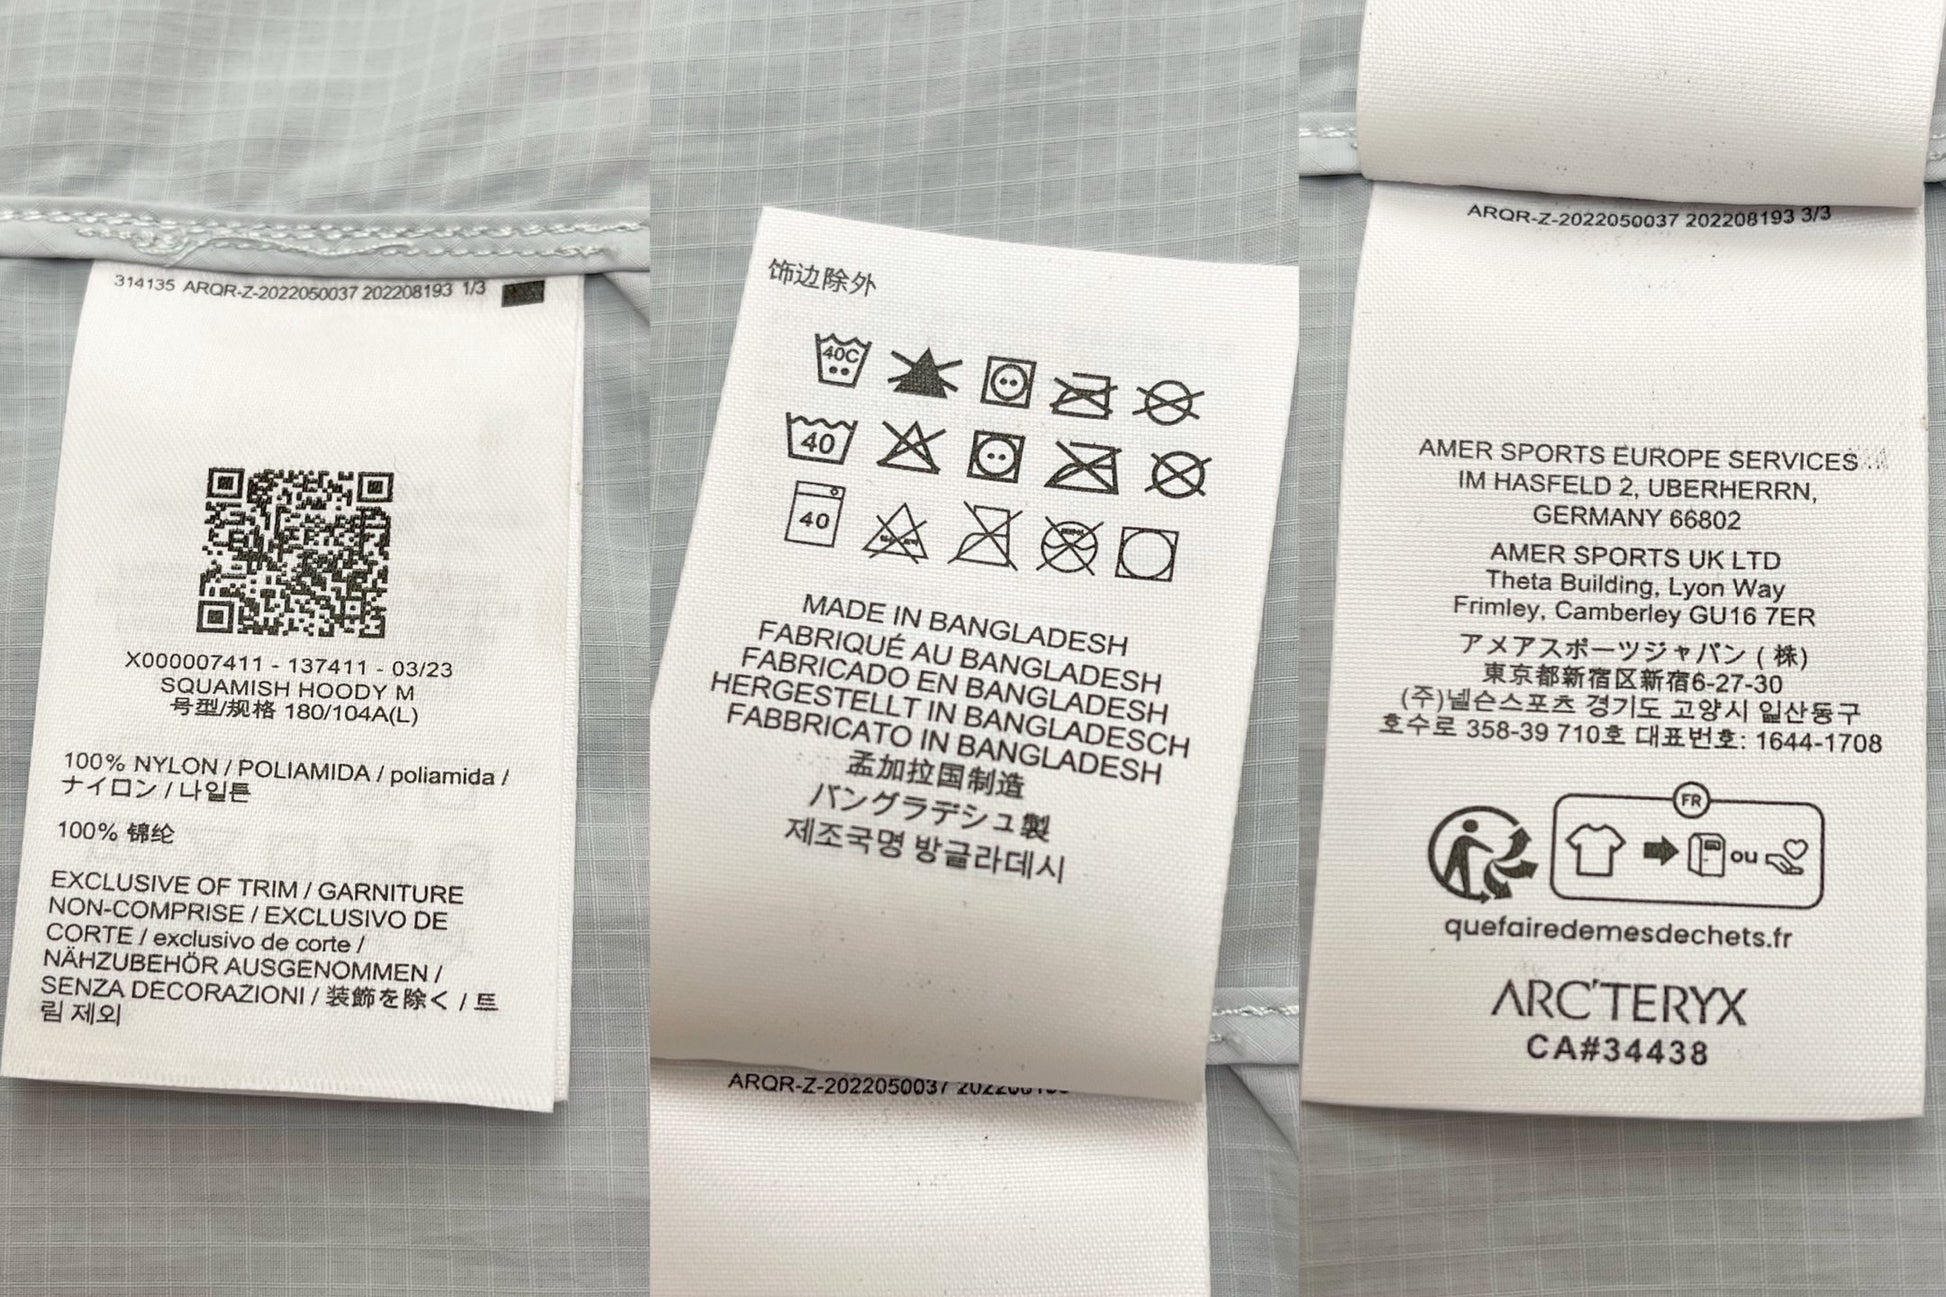 314135 ARQR-Z-2022050037 202208193 1/3
X000007411 - 137411 - 03/23
SQUAMISH HOODY M
号型/规格 180/104A(L)
100% NYLON / POLIAMIDA / poliamida /
ナイロン / 나일론
100% 锦纶
EXCLUSIVE OF TRIM / GARNITURE
NON-COMPRISE / EXCLUSIVO DE
CORTE / exclusivo de corte /
NÄHZUBEHÖR AUSGENOMMEN /
SENZA DECORAZIONI / 装飾を除く / 트
림 제외
饰边除外
40C
40
40
MADE IN BANGLADESH
FABRIQUÉ AU BANGLADESH
FABRICADO EN BANGLADESH
HERGESTELLT IN BANGLADESCH
FABBRICATO IN BANGLADESH
孟加拉国制造
バングラデシュ製
제조국명 방글라데시
ARQR-Z-2022050037
ARQR-Z-2022050037 202208193 3/3
AMER SPORTS EUROPE SERVICES
IM HASFELD 2, UBERHERRN,
GERMANY 66802
AMER SPORTS UK LTD
Theta Building, Lyon Way
Frimley, Camberley GU16 7ER
アメアスポーツジャパン ( 株)
東京都新宿区新宿6-27-30
(주)넬슨스포츠 경기도 고양시 일산동구
호수로 358-39 710호 대표번호: 1644-1708
FR
ou
quefairedemesdechets.fr
ARC'TERYX
CA#34438